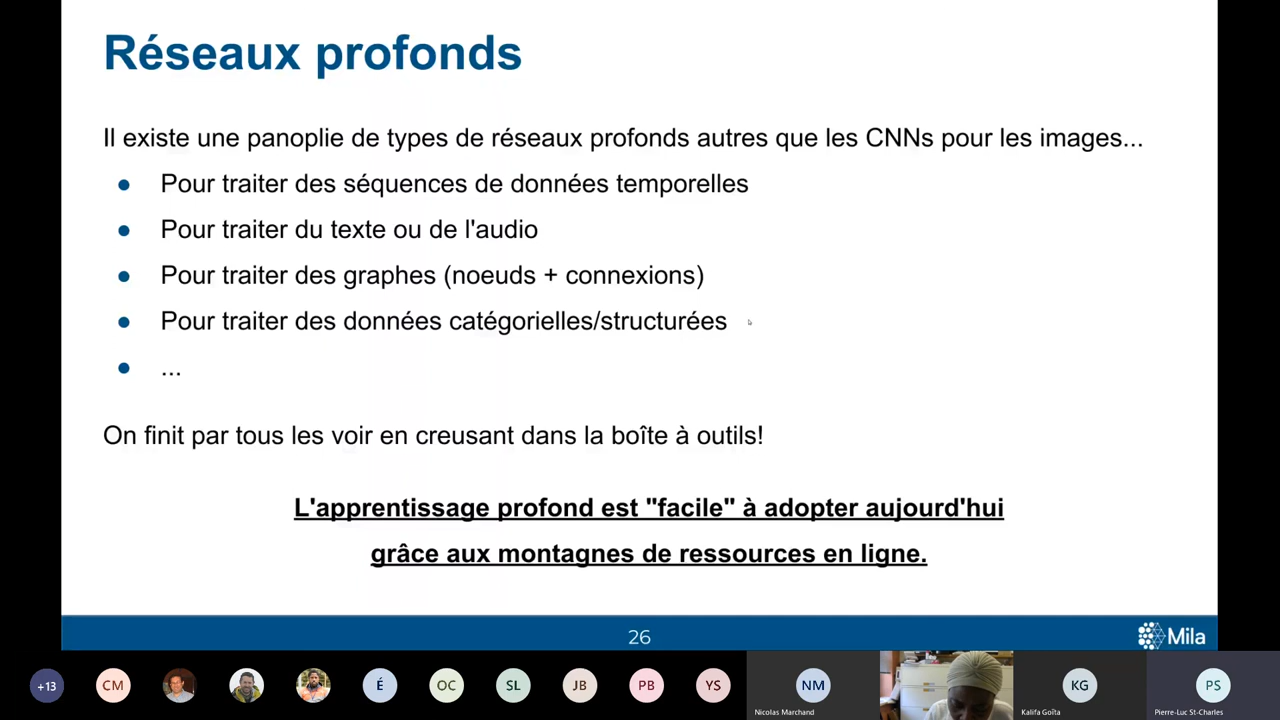 Réseaux profonds
Il existe une panoplie de types de réseaux profonds autres que les CNNs pour les images...
● Pour traiter des séquences de données temporelles
● Pour traiter du texte ou de l'audio
● Pour traiter des graphes (noeuds + connexions)
● Pour traiter des données catégorielles/structurées
● ...
On finit par tous les voir en creusant dans la boîte à outils!
L'apprentissage profond est "facile" à adopter aujourd'hui
grâce aux montagnes de ressources en ligne.
26
Mila
+13 CM É OC SL JB PB YS NM KG PS
Nicolas Marchand Kalifa Goïta Pierre-Luc St-Charles